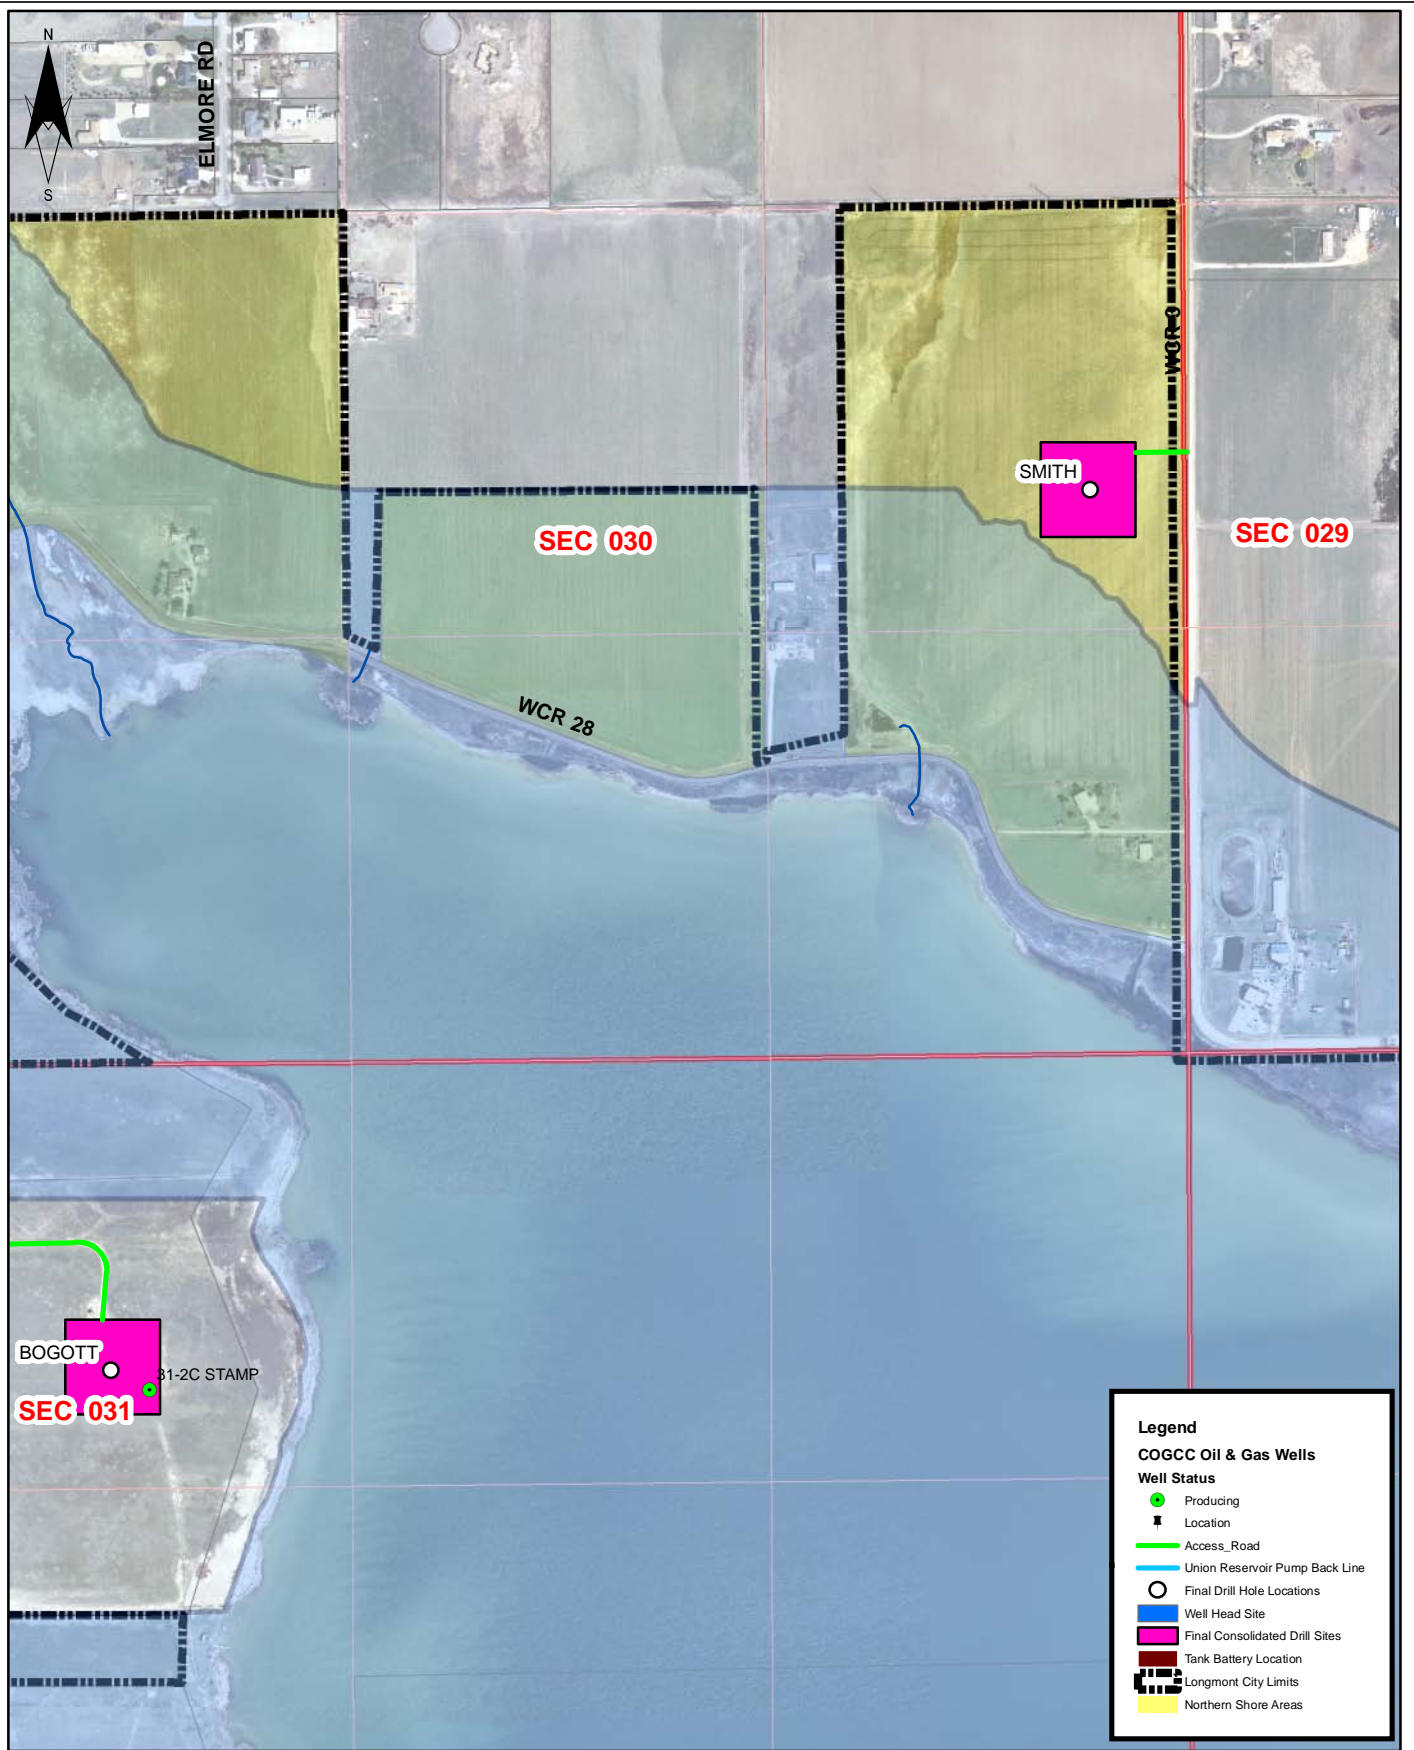 N
S
ELMORE RD
WCR 3
SMITH
SEC 030
SEC 029
WCR 28
BOGOTT
31-2C STAMP
SEC 031
Legend
COGCC Oil & Gas Wells
Well Status
Producing
Location
Access_Road
Union Reservoir Pump Back Line
Final Drill Hole Locations
Well Head Site
Final Consolidated Drill Sites
Tank Battery Location
Longmont City Limits
Northern Shore Areas